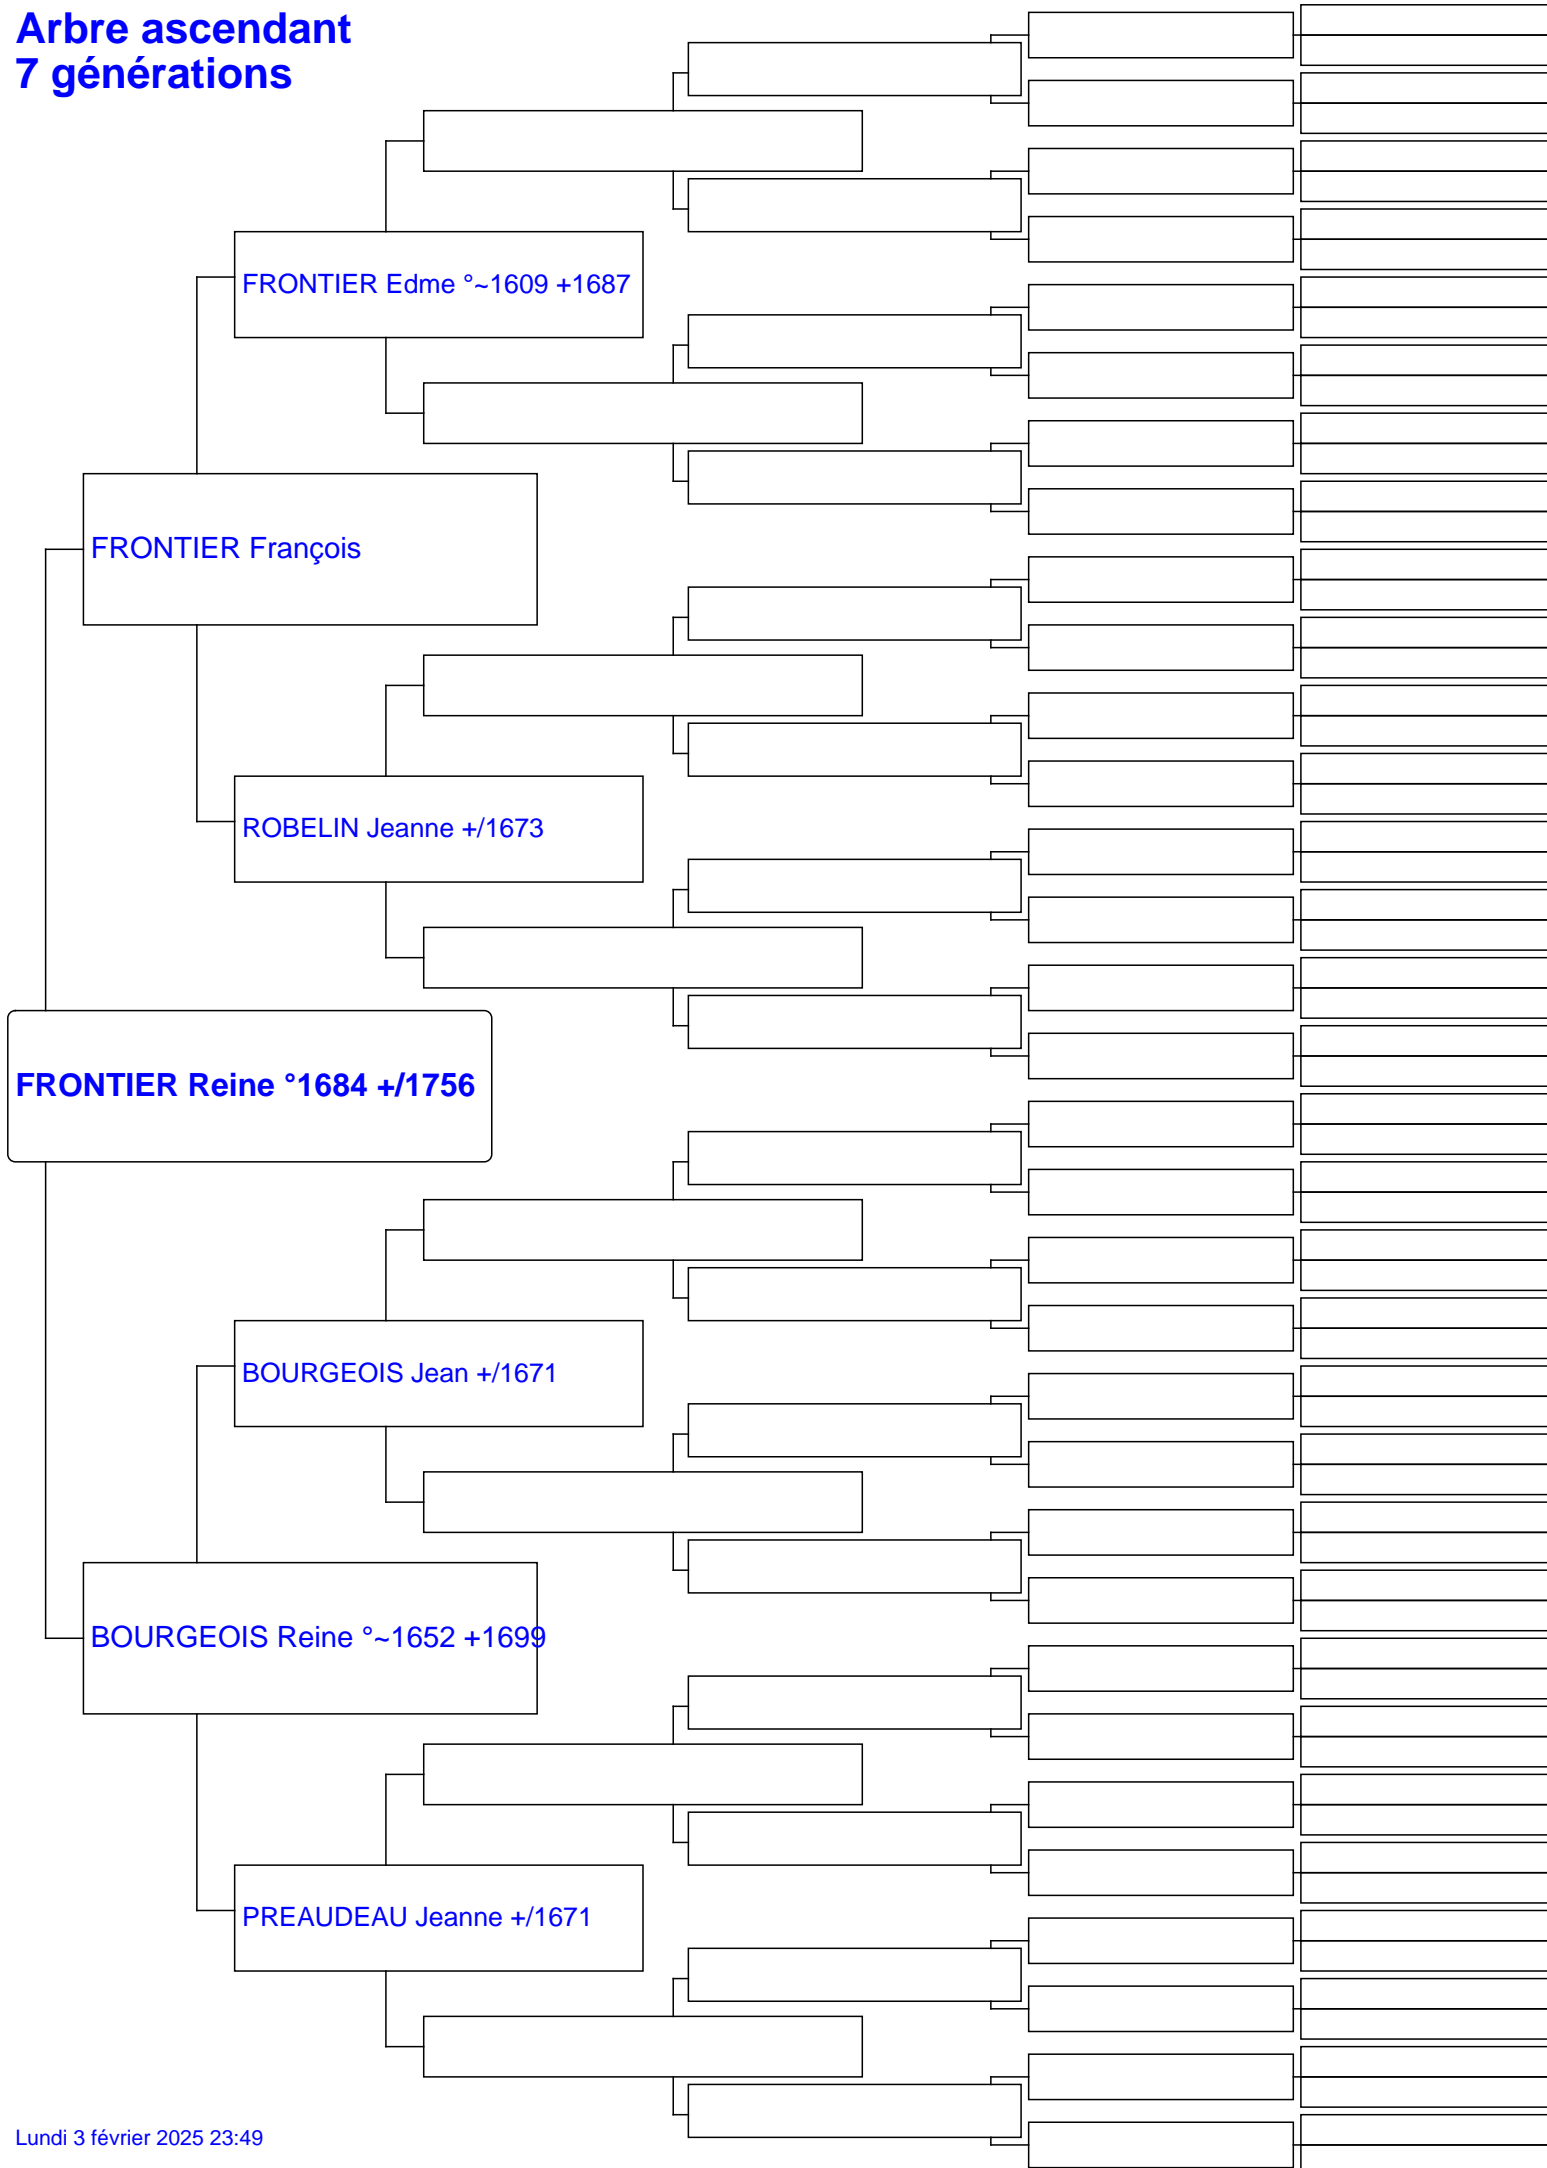 Arbre ascendant
7 générations
FRONTIER Edme °~1609 +1687
FRONTIER François
ROBELIN Jeanne +/1673
FRONTIER Reine °1684 +/1756
BOURGEOIS Jean +/1671
BOURGEOIS Reine °~1652 +1699
PREAUDEAU Jeanne +/1671
Lundi 3 février 2025 23:49